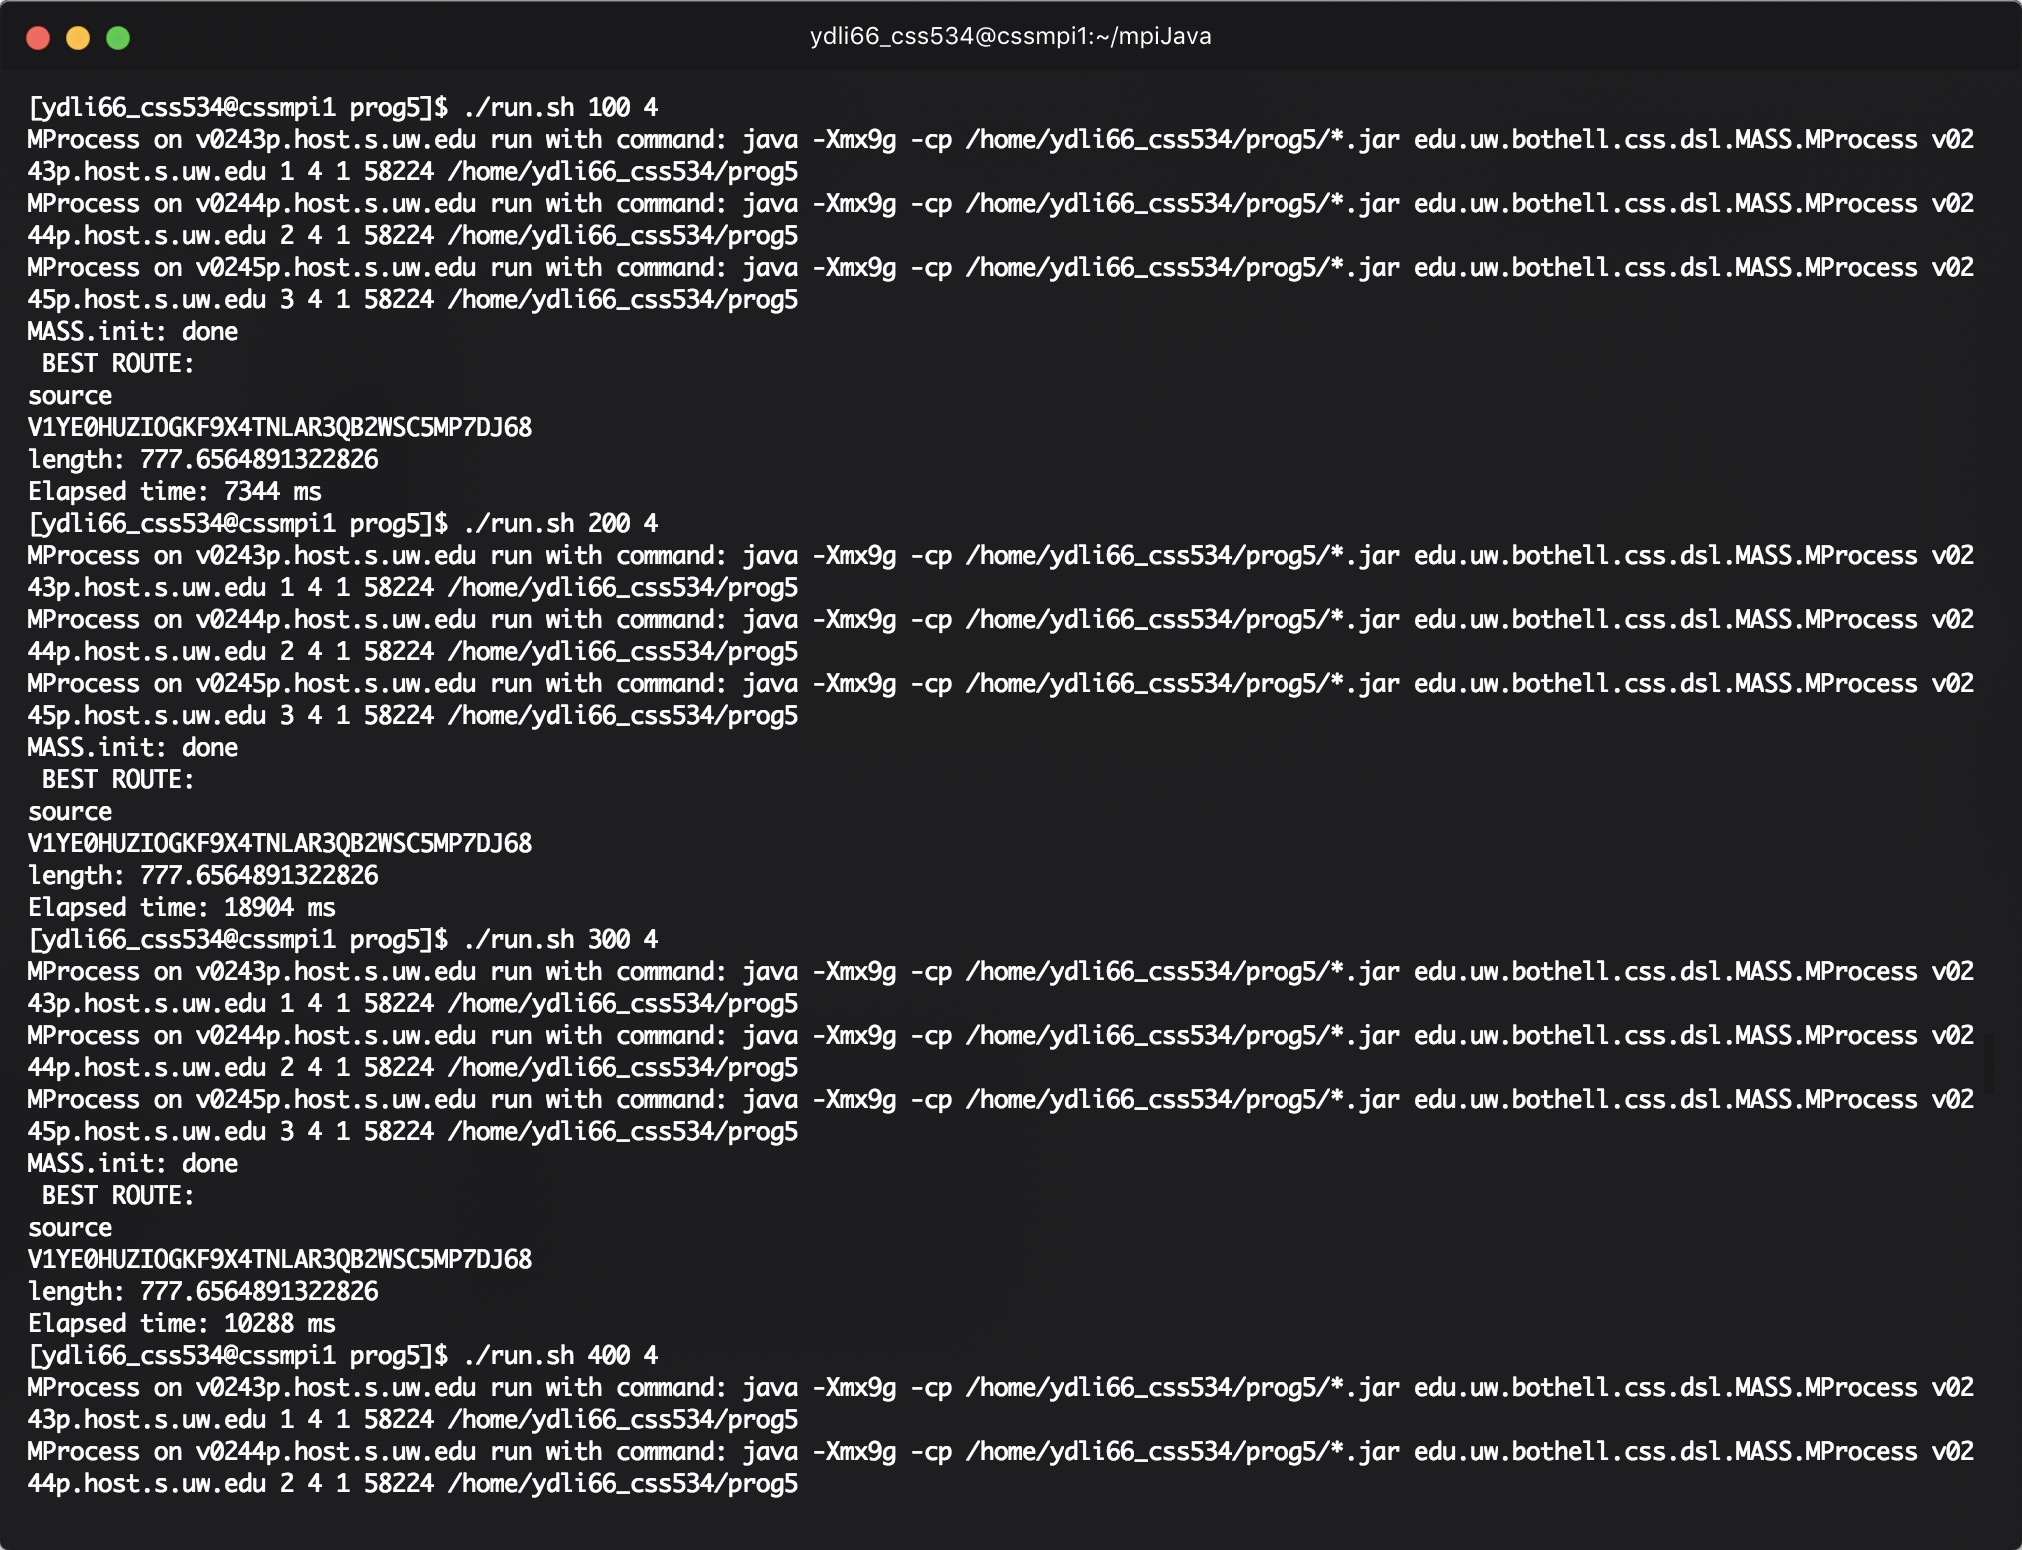 ydli66_css534@cssmpi1:~/mpiJava
[ydli66_css534@cssmpi1 prog5]$ ./run.sh 100 4
MProcess on v0243p.host.s.uw.edu run with command: java -Xmx9g -cp /home/ydli66_css534/prog5/*.jar edu.uw.bothell.css.dsl.MASS.MProcess v02
43p.host.s.uw.edu 1 4 1 58224 /home/ydli66_css534/prog5
MProcess on v0244p.host.s.uw.edu run with command: java -Xmx9g -cp /home/ydli66_css534/prog5/*.jar edu.uw.bothell.css.dsl.MASS.MProcess v02
44p.host.s.uw.edu 2 4 1 58224 /home/ydli66_css534/prog5
MProcess on v0245p.host.s.uw.edu run with command: java -Xmx9g -cp /home/ydli66_css534/prog5/*.jar edu.uw.bothell.css.dsl.MASS.MProcess v02
45p.host.s.uw.edu 3 4 1 58224 /home/ydli66_css534/prog5
MASS.init: done
 BEST ROUTE:
source
V1YE0HUZIOGKF9X4TNLAR3QB2WSC5MP7DJ68
length: 777.6564891322826
Elapsed time: 7344 ms
[ydli66_css534@cssmpi1 prog5]$ ./run.sh 200 4
MProcess on v0243p.host.s.uw.edu run with command: java -Xmx9g -cp /home/ydli66_css534/prog5/*.jar edu.uw.bothell.css.dsl.MASS.MProcess v02
43p.host.s.uw.edu 1 4 1 58224 /home/ydli66_css534/prog5
MProcess on v0244p.host.s.uw.edu run with command: java -Xmx9g -cp /home/ydli66_css534/prog5/*.jar edu.uw.bothell.css.dsl.MASS.MProcess v02
44p.host.s.uw.edu 2 4 1 58224 /home/ydli66_css534/prog5
MProcess on v0245p.host.s.uw.edu run with command: java -Xmx9g -cp /home/ydli66_css534/prog5/*.jar edu.uw.bothell.css.dsl.MASS.MProcess v02
45p.host.s.uw.edu 3 4 1 58224 /home/ydli66_css534/prog5
MASS.init: done
 BEST ROUTE:
source
V1YE0HUZIOGKF9X4TNLAR3QB2WSC5MP7DJ68
length: 777.6564891322826
Elapsed time: 18904 ms
[ydli66_css534@cssmpi1 prog5]$ ./run.sh 300 4
MProcess on v0243p.host.s.uw.edu run with command: java -Xmx9g -cp /home/ydli66_css534/prog5/*.jar edu.uw.bothell.css.dsl.MASS.MProcess v02
43p.host.s.uw.edu 1 4 1 58224 /home/ydli66_css534/prog5
MProcess on v0244p.host.s.uw.edu run with command: java -Xmx9g -cp /home/ydli66_css534/prog5/*.jar edu.uw.bothell.css.dsl.MASS.MProcess v02
44p.host.s.uw.edu 2 4 1 58224 /home/ydli66_css534/prog5
MProcess on v0245p.host.s.uw.edu run with command: java -Xmx9g -cp /home/ydli66_css534/prog5/*.jar edu.uw.bothell.css.dsl.MASS.MProcess v02
45p.host.s.uw.edu 3 4 1 58224 /home/ydli66_css534/prog5
MASS.init: done
 BEST ROUTE:
source
V1YE0HUZIOGKF9X4TNLAR3QB2WSC5MP7DJ68
length: 777.6564891322826
Elapsed time: 10288 ms
[ydli66_css534@cssmpi1 prog5]$ ./run.sh 400 4
MProcess on v0243p.host.s.uw.edu run with command: java -Xmx9g -cp /home/ydli66_css534/prog5/*.jar edu.uw.bothell.css.dsl.MASS.MProcess v02
43p.host.s.uw.edu 1 4 1 58224 /home/ydli66_css534/prog5
MProcess on v0244p.host.s.uw.edu run with command: java -Xmx9g -cp /home/ydli66_css534/prog5/*.jar edu.uw.bothell.css.dsl.MASS.MProcess v02
44p.host.s.uw.edu 2 4 1 58224 /home/ydli66_css534/prog5